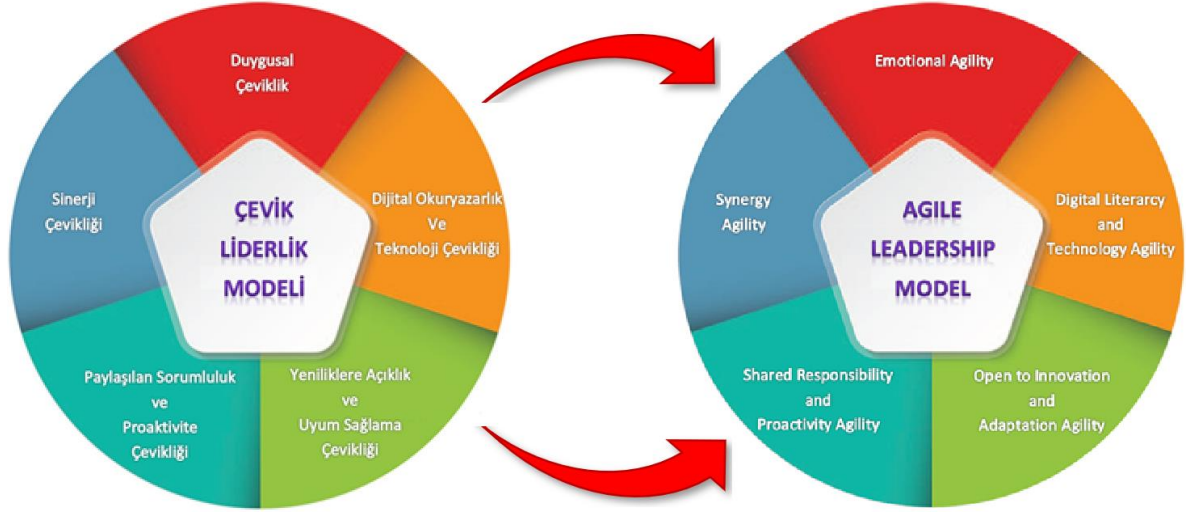 Duygusal
Çeviklik
Sinerji
Çevikliği
ÇEVİK
LİDERLİK
MODELİ
Dijital Okuryazarlık
Ve
Teknoloji Çevikliği
Paylaşılan Sorumluluk
ve
Proaktivite
Çevikliği
Yeniliklere Açıklık
ve
Uyum Sağlama
Çevikliği
Emotional Agility
Synergy
Agility
AGILE
LEADERSHIP
MODEL
Digital Literarcy
and
Technology Agility
Shared Responsibility
and
Proactivity Agility
Open to Innovation
and
Adaptation Agility